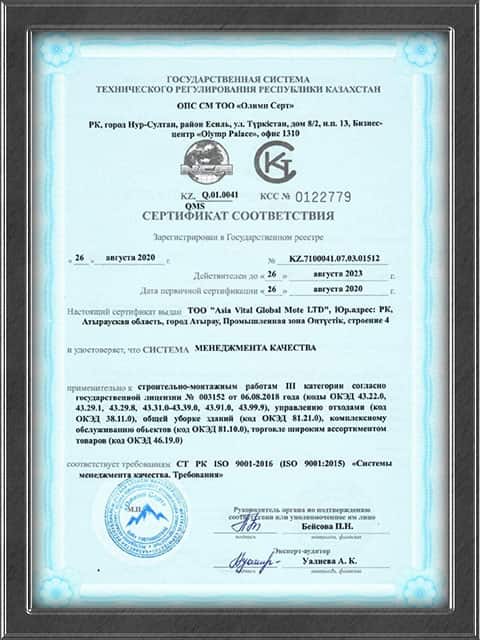 ГОСУДАРСТВЕННАЯ СИСТЕМА
ТЕХНИЧЕСКОГО РЕГУЛИРОВАНИЯ РЕСПУБЛИКИ КАЗАХСТАН
ОПС СМ ТОО «Олимп Серт»
РК, город Нур-Султан, район Есиль, ул. Түркістан, дом 8/2, н.п. 13, Бизнес-
центр «Olymp Palace», офис 1310
KZ. Q.01.0041 КСС № 0122779
QMS
СЕРТИФИКАТ СООТВЕТСТВИЯ
Зарегистрирован в Государственном реестре
« 26 » августа 2020 г. № KZ.7100041.07.03.01512
Действителен до « 26 » августа 2023 г.
Дата первичной сертификации « 26 » августа 2020 г.
Настоящий сертификат выдан ТОО "Asia Vital Global Mote LTD", Юр.адрес: РК,
Атырауская область, город Атырау, Промышленная зона Онтүстік, строение 4
и удостоверяет, что СИСТЕМА МЕНЕДЖМЕНТА КАЧЕСТВА
применительно к строительно-монтажным работам III категории согласно
государственной лицензии № 003152 от 06.08.2018 года (коды ОКЭД 43.22.0,
43.29.1, 43.29.8, 43.31.0-43.39.0, 43.91.0, 43.99.9), управлению отходами (код
ОКЭД 38.11.0), общей уборке зданий (код ОКЭД 81.21.0), комплексному
обслуживанию объектов (код ОКЭД 81.10.0), торговле широким ассортиментом
товаров (код ОКЭД 46.19.0)
соответствует требованиям СТ РК ISO 9001-2016 (ISO 9001:2015) «Системы
менеджмента качества. Требования»
М.П.
Руководитель органа по подтверждению
соответствия или уполномоченное им лицо
Бейсова П.Н.
подпись инициалы, фамилия
Эксперт-аудитор
Уалиева А. К.
подпись инициалы, фамилия